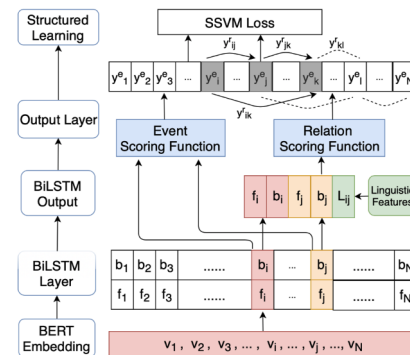 Structured
Learning
SSVM Loss
y^r_ij
y^r_jk
y^r_kl
y^e_1 y^e_2 y^e_3 ... y^e_i ... y^e_j ... y^e_k ... y^e_l ... y^e_N
y^r_ik
Output Layer
Event
Scoring Function
Relation
Scoring Function
BiLSTM
Output
f_i b_i f_j b_j L_ij
Linguistic
Features
BiLSTM
Layer
b_1 b_2 b_3 ...... b_i ... b_j ...... b_N
f_1 f_2 f_3 ...... f_i ... f_j ...... f_N
BERT
Embedding
v_1 , v_2 , v_3 , ... , v_i , ... , v_j , ..., v_N